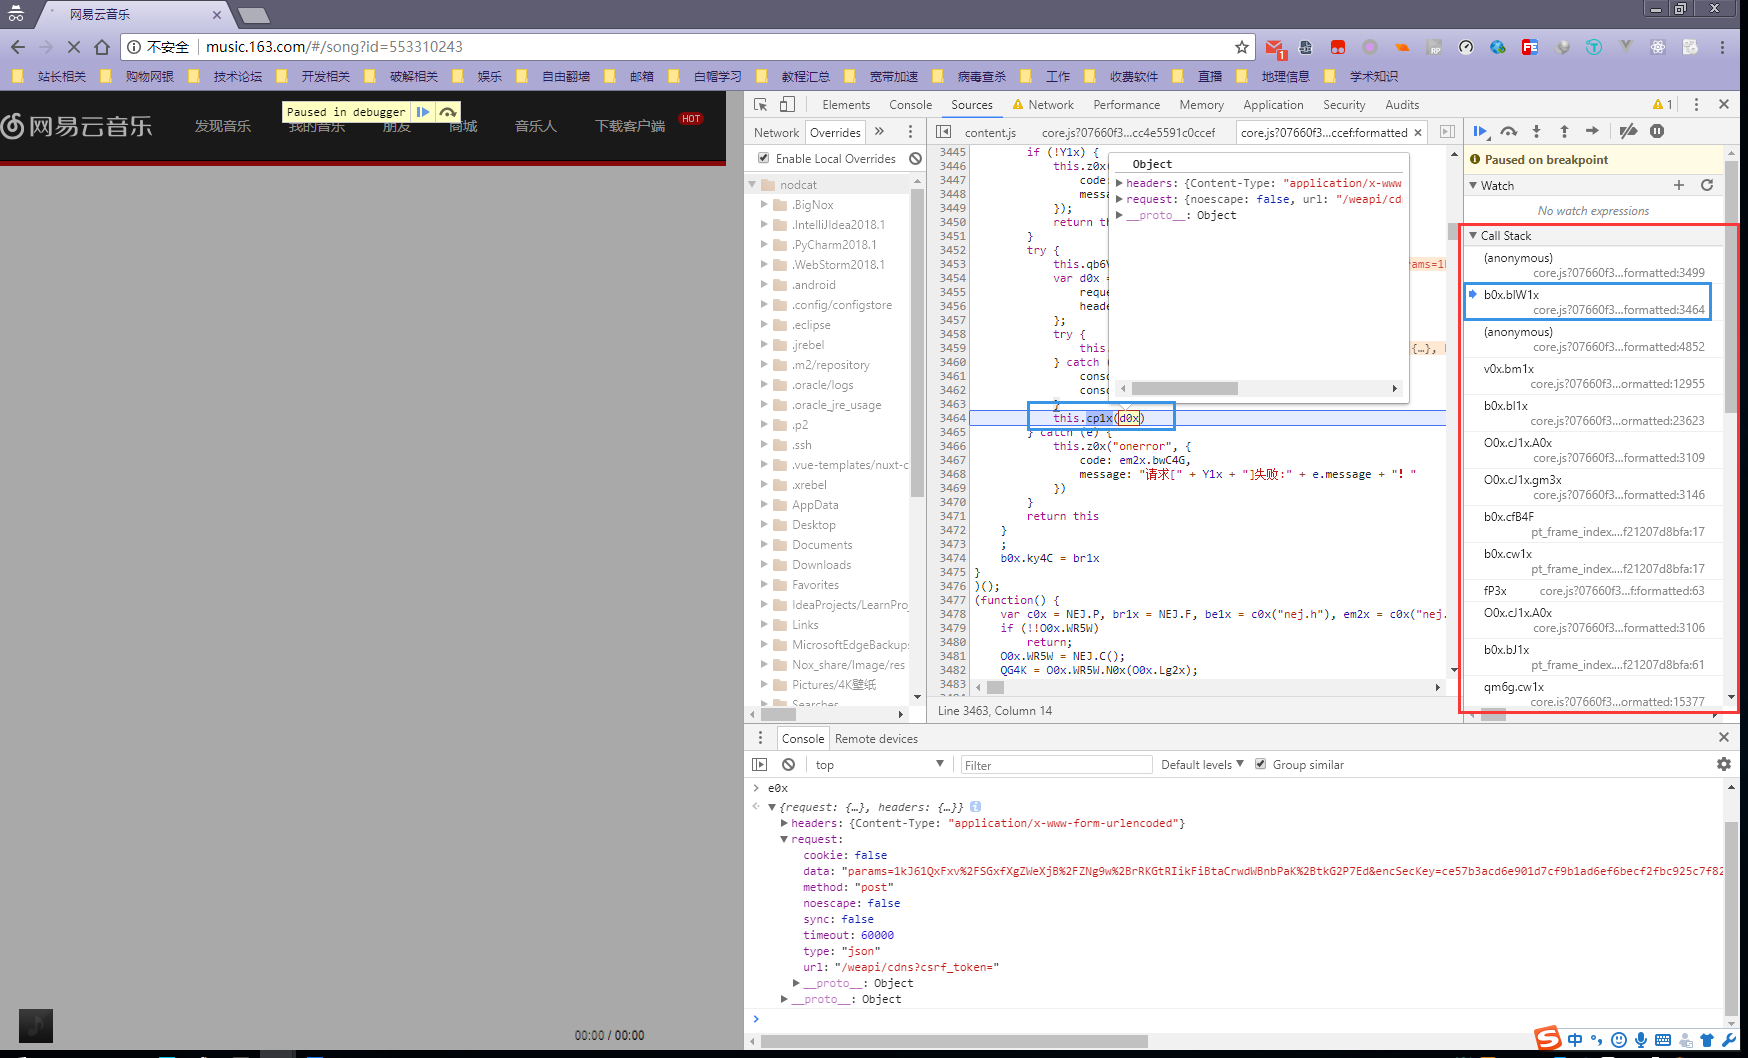 网易云音乐
不安全 music.163.com/#/song?id=553310243
站长相关 购物网银 技术论坛 开发相关 破解相关 娱乐 自由翻墙 邮箱 白帽学习 教程汇总 宽带加速 病毒查杀 工作 收费软件 直播 地理信息 学术知识
Paused in debugger
网易云音乐 发现音乐 我的音乐 朋友 商城 音乐人 下载客户端 HOT
00:00 / 00:00
Elements Console Sources Network Performance Memory Application Security Audits 1
Network Overrides »
Enable Local Overrides
nodcat
.BigNox
.IntelliJIdea2018.1
.PyCharm2018.1
.WebStorm2018.1
.android
.config/configstore
.eclipse
.jrebel
.m2/repository
.oracle/logs
.oracle_jre_usage
.p2
.ssh
.vue-templates/nuxt-c
.xrebel
AppData
Desktop
Documents
Downloads
Favorites
IdeaProjects/LearnProj
Links
MicrosoftEdgeBackups
Nox_share/Image/res
Pictures/4K壁纸
Searches
content.js core.js?07660f3...cc4e5591c0ccef core.js?07660f3...ccef:formatted
3445 if (!Y1x) {
3446 this.z0x(
3447 code:
3448 messa
3449 });
3450 return th
3451 }
3452 try {
3453 this.qb6V rams=1k
3454 var d0x =
3455 reque
3456 heade
3457 };
3458 try {
3459 this. {…},
3460 } catch (
3461 conso
3462 conso
3463 }
3464 this.cp1x(d0x)
3465 } catch (e) {
3466 this.z0x("onerror", {
3467 code: em2x.bwC4G,
3468 message: "请求[" + Y1x + "]失败:" + e.message + "! "
3469 })
3470 }
3471 return this
3472 }
3473 ;
3474 b0x.ky4C = br1x
3475 }
3476 )();
3477 (function() {
3478 var c0x = NEJ.P, br1x = NEJ.F, be1x = c0x("nej.h"), em2x = c0x("nej.
3479 if (!!O0x.WR5W)
3480 return;
3481 O0x.WR5W = NEJ.C();
3482 QG4K = O0x.WR5W.N0x(O0x.Lg2x);
3483
Object
headers: {Content-Type: "application/x-www
request: {noescape: false, url: "/weapi/cdn
__proto__: Object
Line 3463, Column 14
Paused on breakpoint
Watch
No watch expressions
Call Stack
(anonymous)
core.js?07660f3...formatted:3499
b0x.blW1x
core.js?07660f3...formatted:3464
(anonymous)
core.js?07660f3...formatted:4852
v0x.bm1x
core.js?07660f3...ormatted:12955
b0x.bl1x
core.js?07660f3...ormatted:23623
O0x.cJ1x.A0x
core.js?07660f3...formatted:3109
O0x.cJ1x.gm3x
core.js?07660f3...formatted:3146
b0x.cfB4F
pt_frame_index....f21207d8bfa:17
b0x.cw1x
pt_frame_index....f21207d8bfa:17
fP3x core.js?07660f3...f:formatted:63
O0x.cJ1x.A0x
core.js?07660f3...formatted:3106
b0x.bJ1x
pt_frame_index....f21207d8bfa:61
qm6g.cw1x
core.js?07660f3...ormatted:15377
Console Remote devices
top Filter Default levels Group similar
e0x
{request: {…}, headers: {…}}
headers: {Content-Type: "application/x-www-form-urlencoded"}
request:
cookie: false
data: "params=1kJ61QxFxv%2FSGxfXgZWeXjB%2FZNg9w%2BrRKGtRIikFiBtaCrwdWBnbPaK%2BtkG2P7Ed&encSecKey=ce57b3acd6e901d7cf9b1ad6ef6becf2fbc925c7f82
method: "post"
noescape: false
sync: false
timeout: 60000
type: "json"
url: "/weapi/cdns?csrf_token="
__proto__: Object
__proto__: Object
中